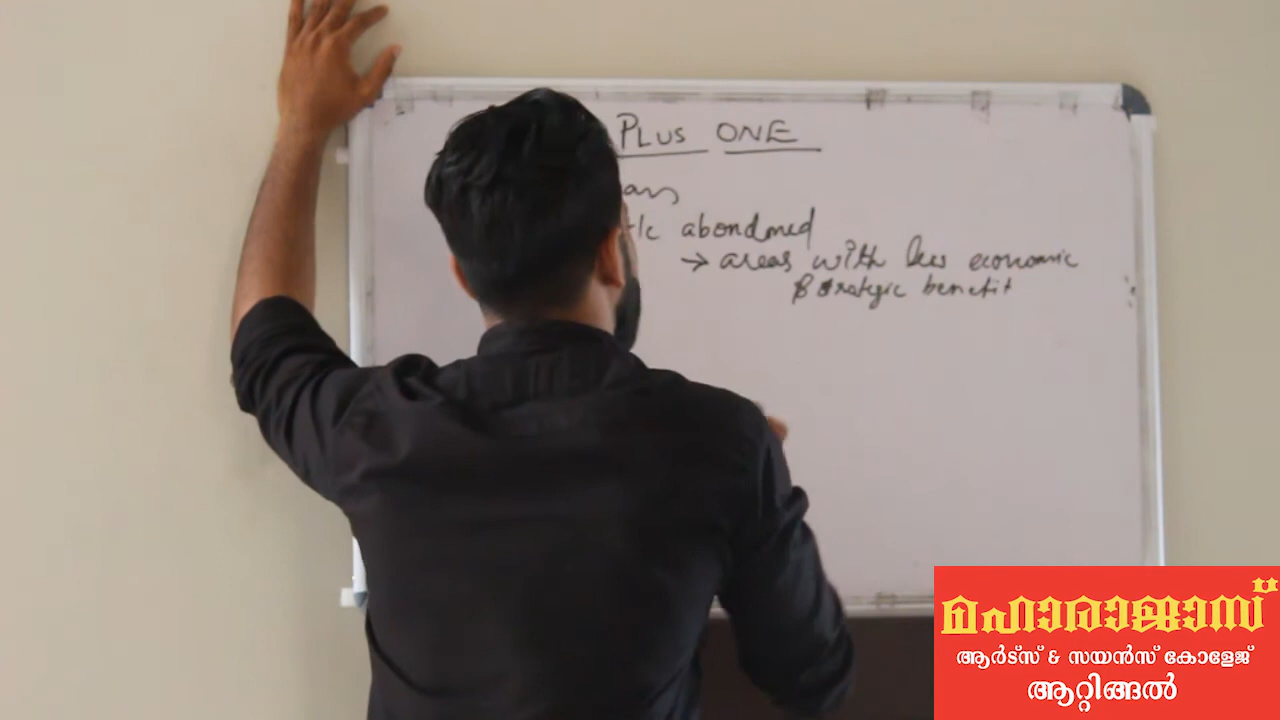 PLUS ONE
abondmed
→ areas with less economic
& strategic benefit
മഹാരാജാസ്
ആർട്സ് & സയൻസ് കോളേജ്
ആറ്റിങ്ങൽ